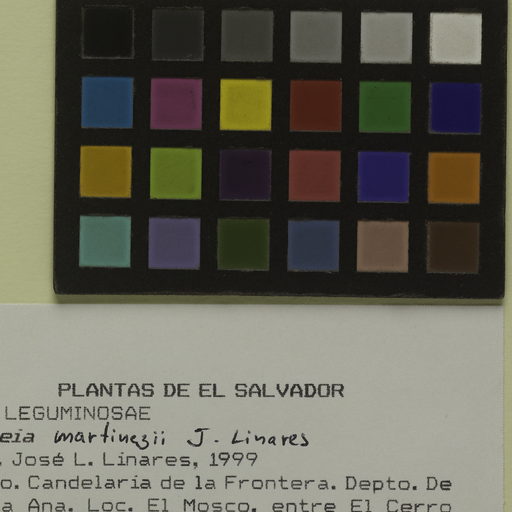 PLANTAS DE EL SALVADOR
LEGUMINOSAE
eia martinezii J. Linares
. José L. Linares, 1999
o. Candelaria de la Frontera. Depto. De
a Ana. Loc. El Mosco, entre El Cerro